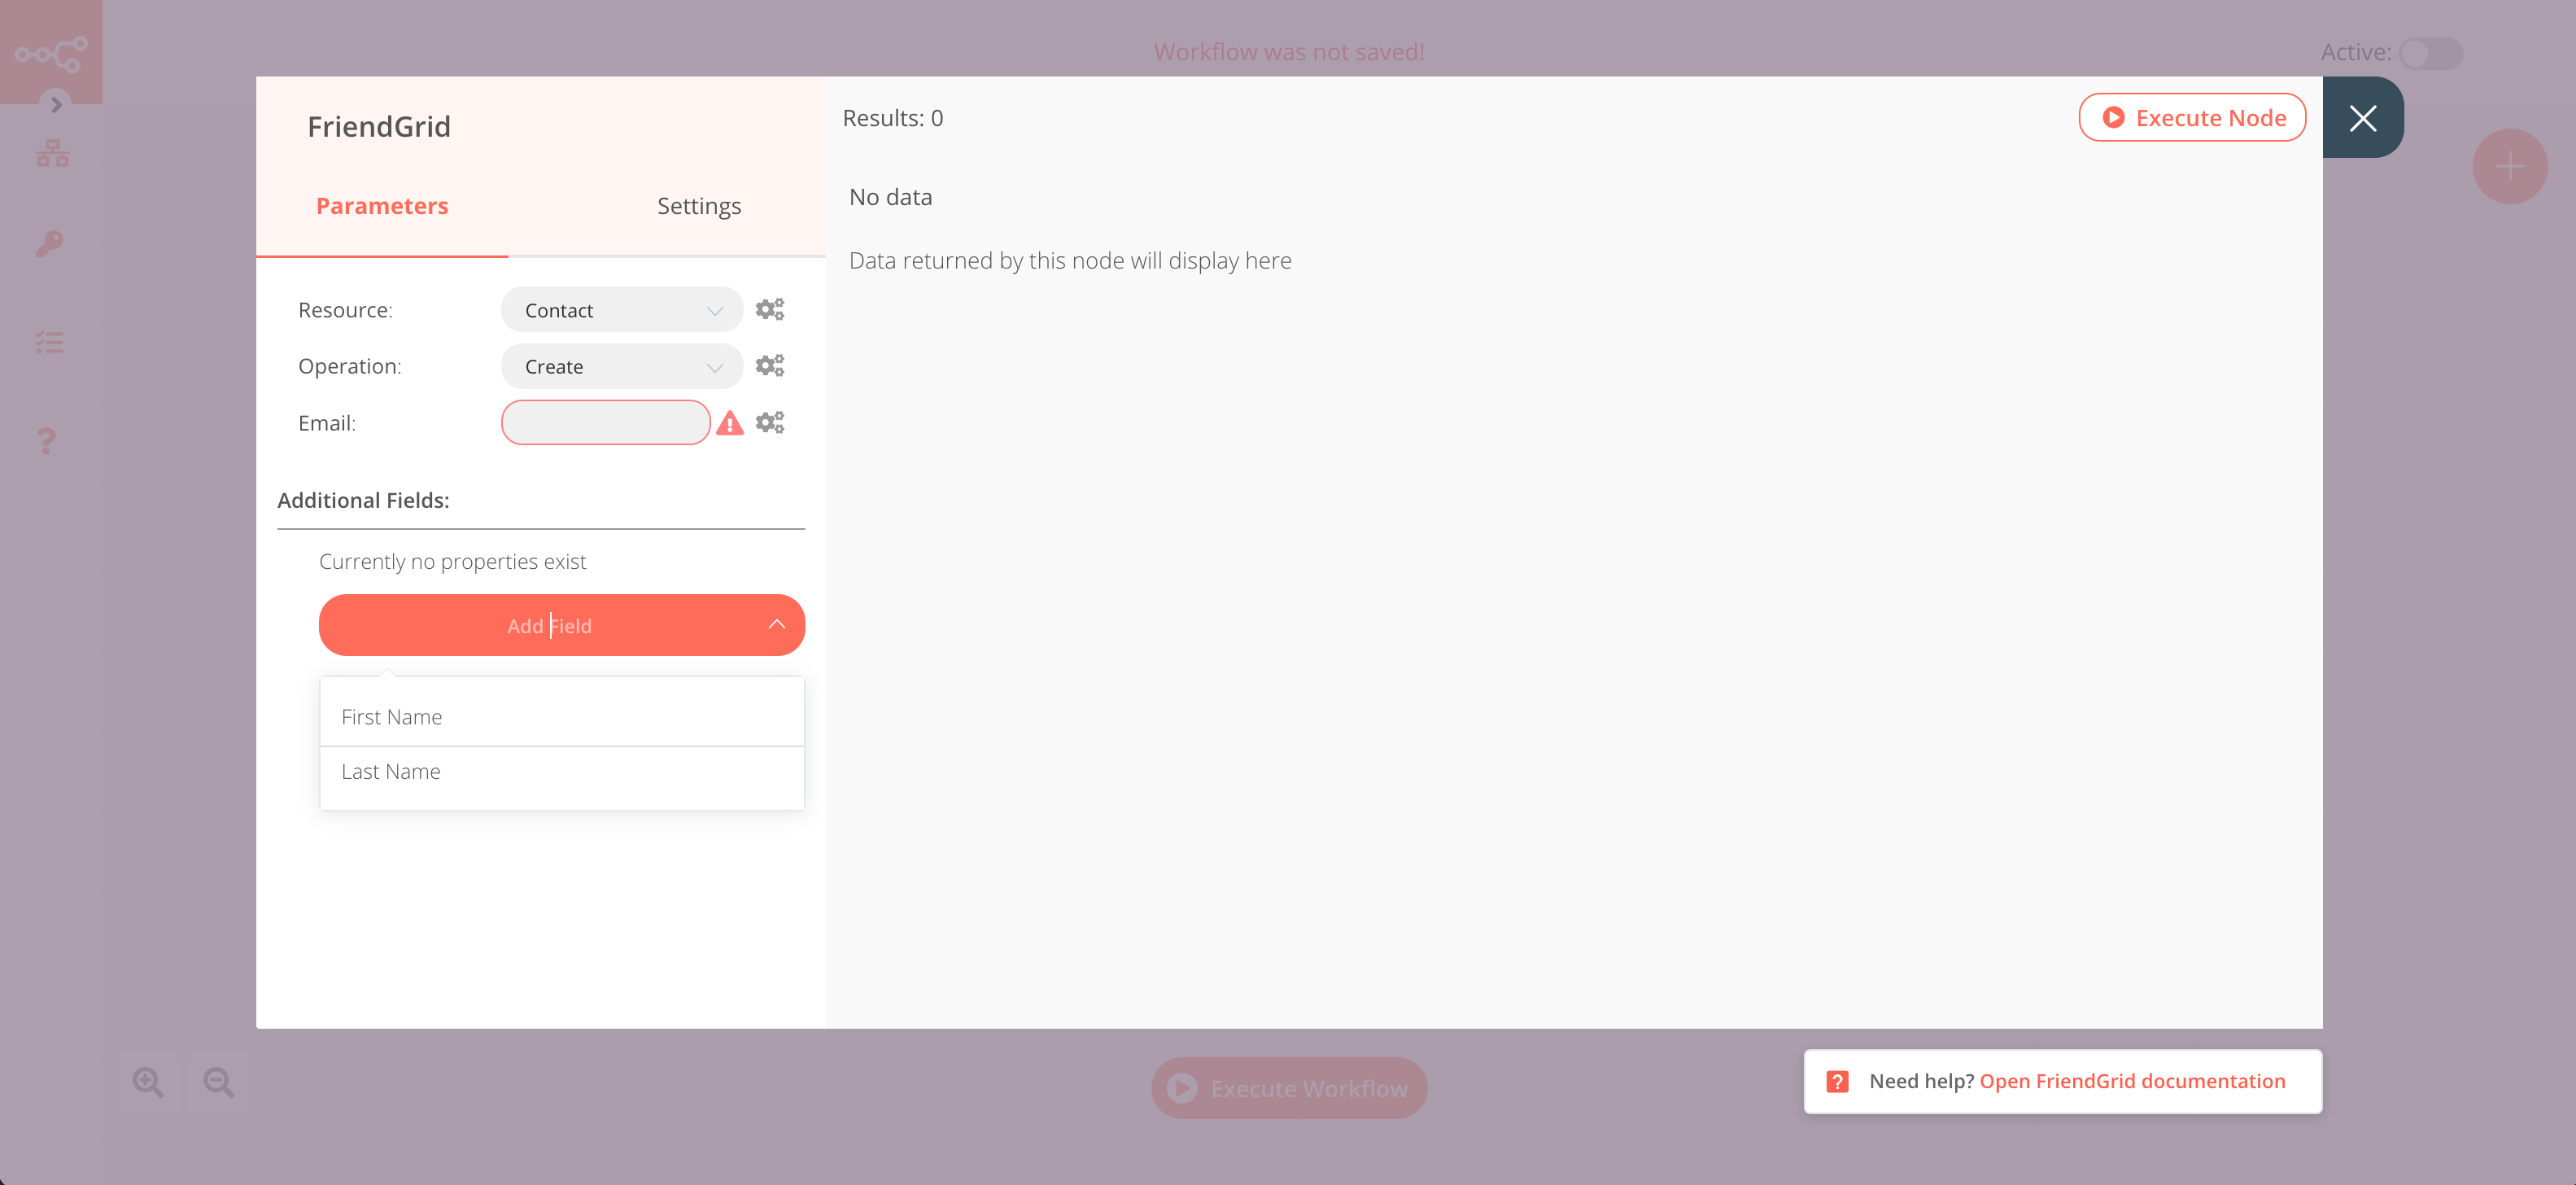 Workflow was not saved!
Active:
FriendGrid
Parameters
Settings
Resource:
Contact
Operation:
Create
Email:
Additional Fields:
Currently no properties exist
Add Field
First Name
Last Name
Results: 0
Execute Node
No data
Data returned by this node will display here
Execute Workflow
Need help? Open FriendGrid documentation